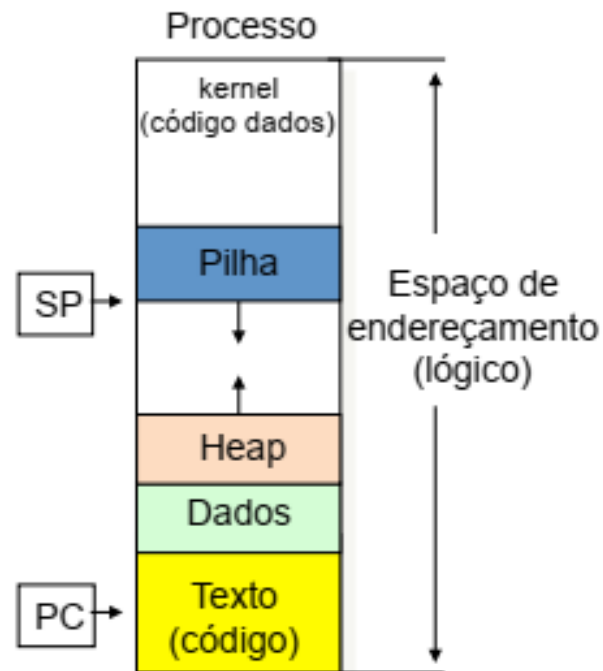 Processo
kernel
(código dados)
Pilha
SP
Espaço de
endereçamento
(lógico)
Heap
Dados
Texto
(código)
PC